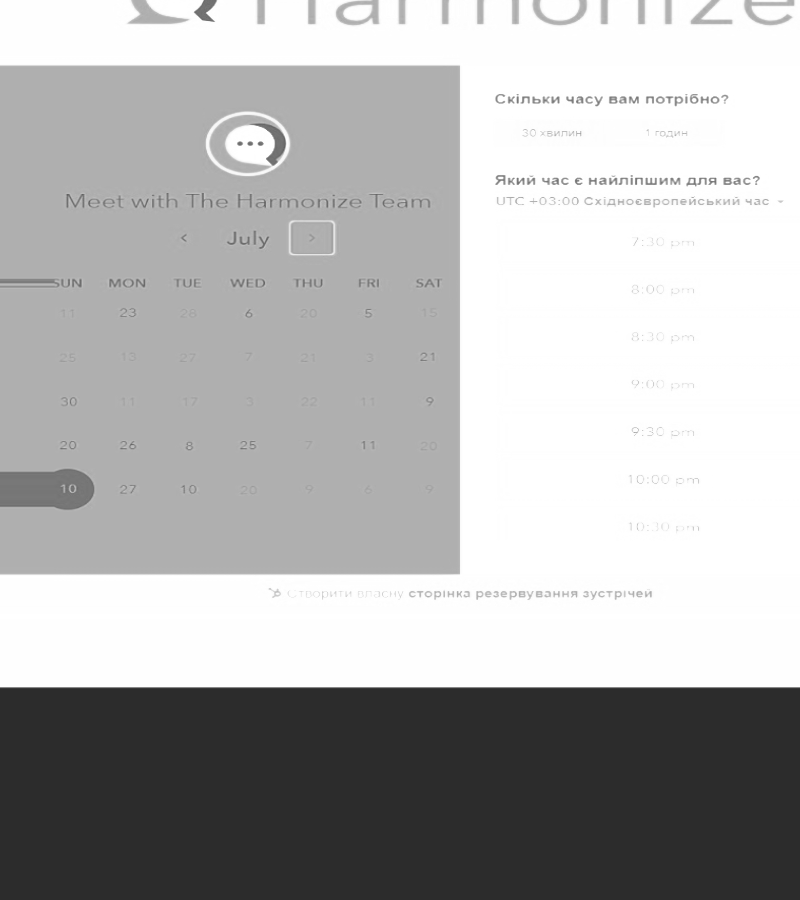 Harmonize
Meet with The Harmonize Team
July
SUN MON TUE WED THU FRI SAT
11 23 28 6 20 5 15
25 13 27 7 21 3 21
30 11 17 3 22 11 9
20 26 8 25 7 11 20
10 27 10 20 9 6 9
Скільки часу вам потрібно?
30 хвилин 1 годин
Який час є найліпшим для вас?
UTC +03:00 Східноєвропейський час
7:30 pm
8:00 pm
8:30 pm
9:00 pm
9:30 pm
10:00 pm
10:30 pm
Створити власну сторінка резервування зустрічей